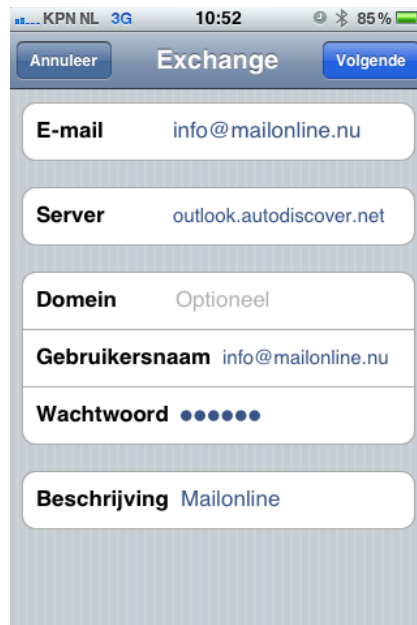 KPN NL 3G 10:52 85%
Annuleer Exchange Volgende
E-mail info@mailonline.nu
Server outlook.autodiscover.net
Domein Optioneel
Gebruikersnaam info@mailonline.nu
Wachtwoord ●●●●●●
Beschrijving Mailonline